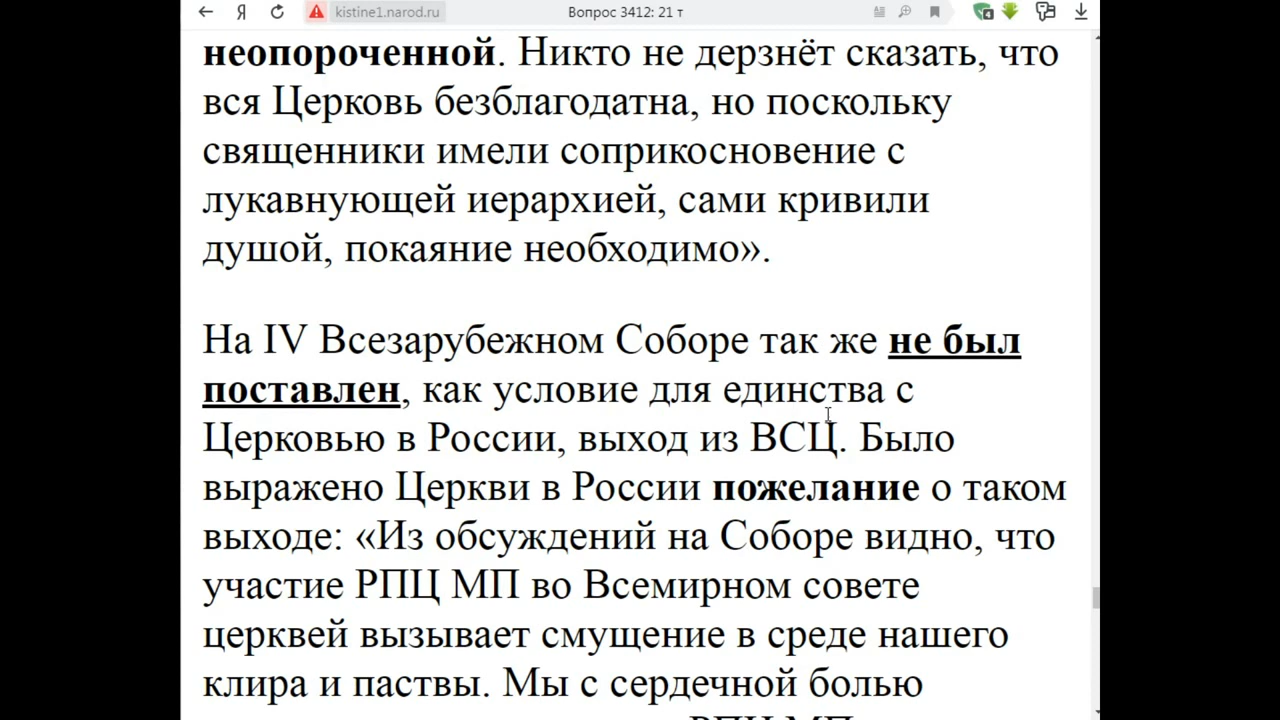 Я kistine1.narod.ru Вопрос 3412: 21 т 4
неопороченной. Никто не дерзнёт сказать, что
вся Церковь безблагодатна, но поскольку
священники имели соприкосновение с
лукавнующей иерархией, сами кривили
душой, покаяние необходимо».
На IV Всезарубежном Соборе так же не был
поставлен, как условие для единства с
Церковью в России, выход из ВСЦ. Было
выражено Церкви в России пожелание о таком
выходе: «Из обсуждений на Соборе видно, что
участие РПЦ МП во Всемирном совете
церквей вызывает смущение в среде нашего
клира и паствы. Мы с сердечной болью
РПЦ МП